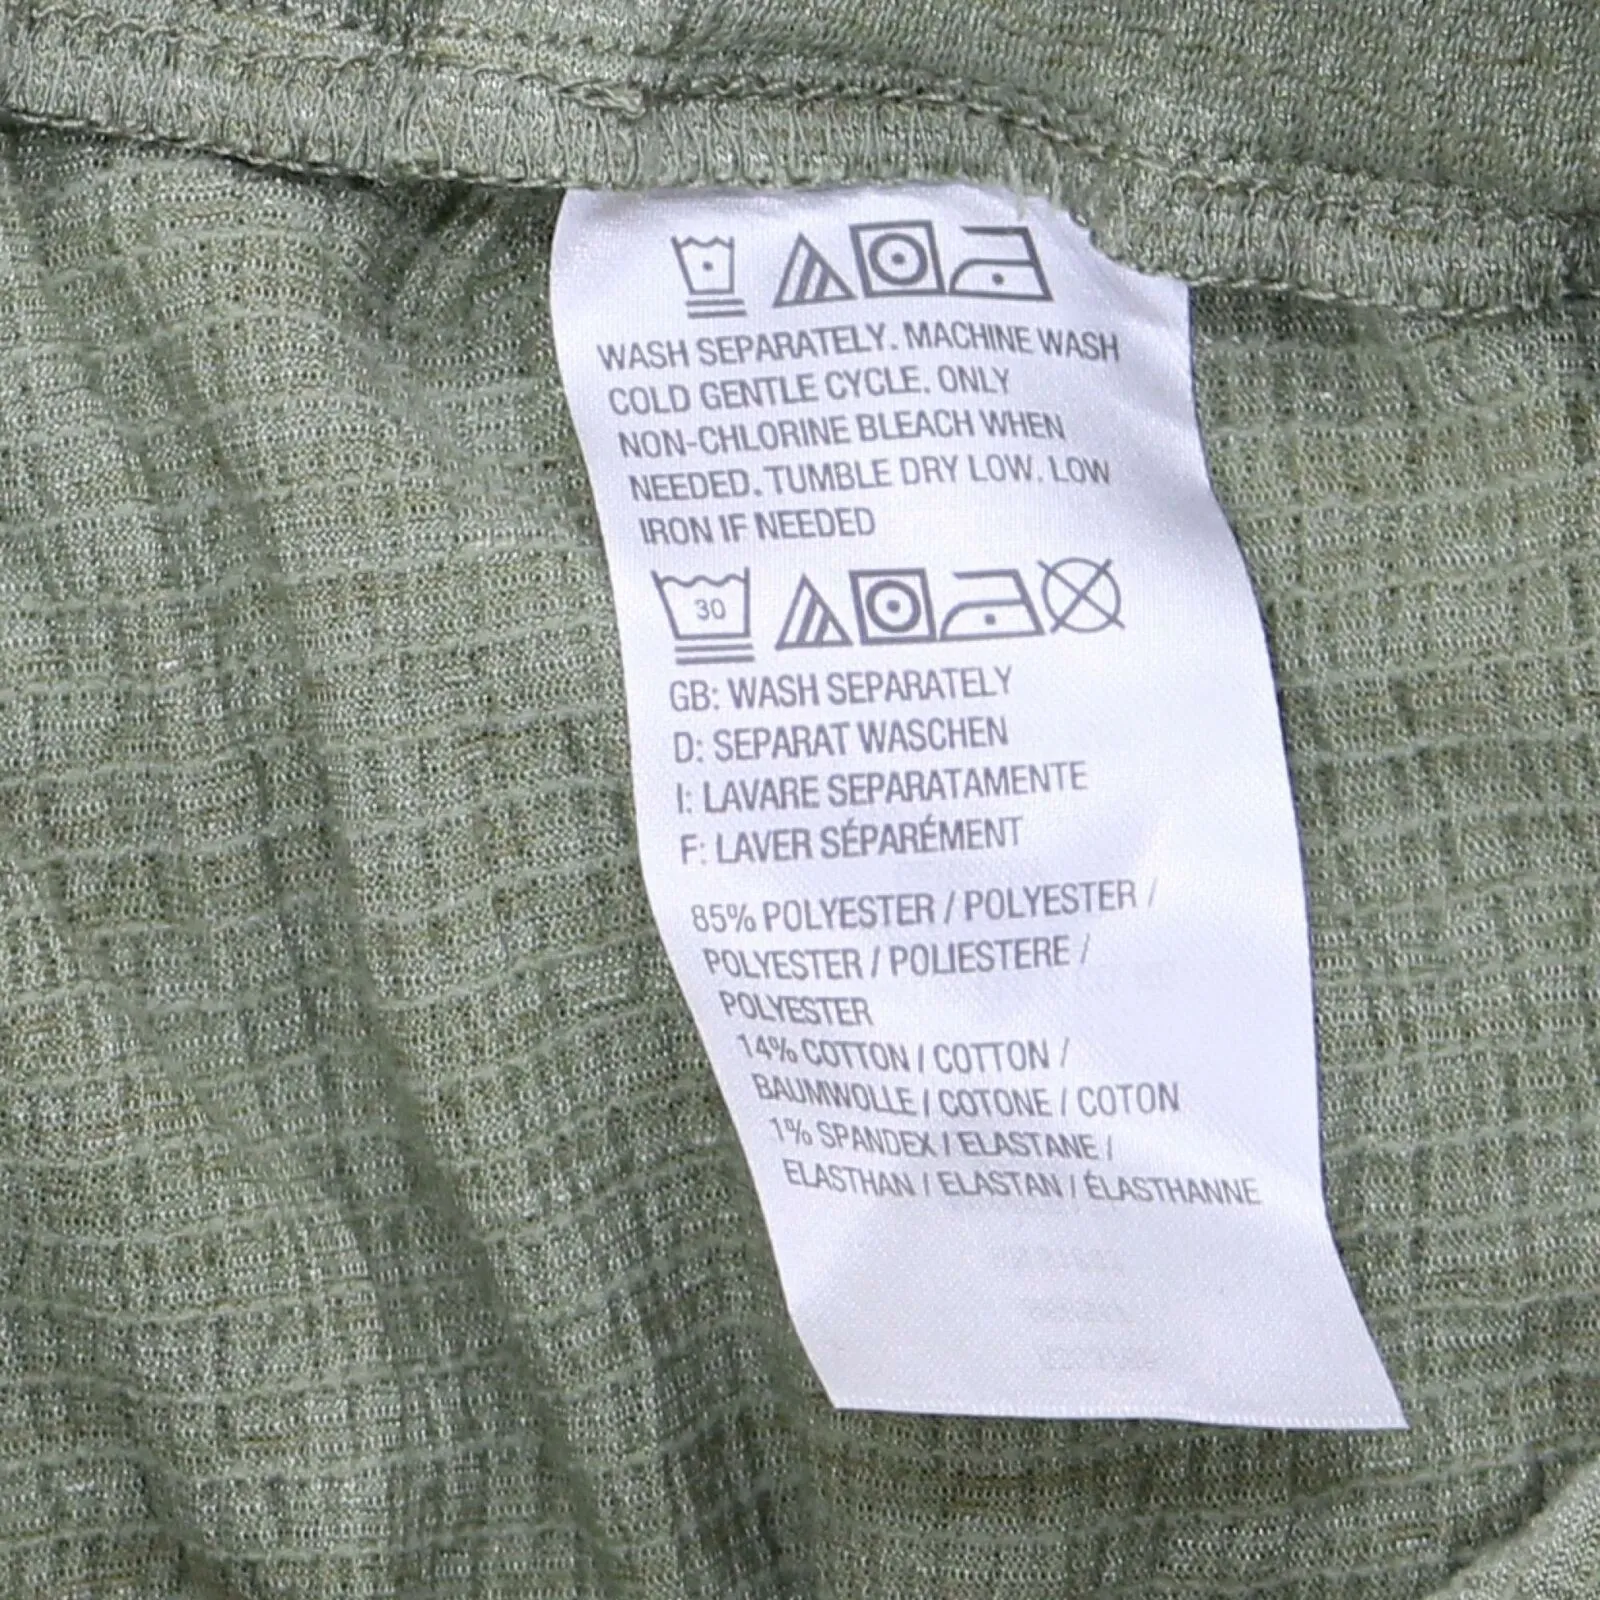 WASH SEPARATELY. MACHINE WASH
COLD GENTLE CYCLE. ONLY
NON-CHLORINE BLEACH WHEN
NEEDED. TUMBLE DRY LOW. LOW
IRON IF NEEDED
30
GB: WASH SEPARATELY
D: SEPARAT WASCHEN
I: LAVARE SEPARATAMENTE
F: LAVER SÉPARÉMENT
85% POLYESTER / POLYESTER /
POLYESTER / POLIESTERE /
POLYESTER
14% COTTON / COTTON /
BAUMWOLLE / COTONE / COTON
1% SPANDEX / ELASTANE /
ELASTHAN / ELASTAN / ÉLASTHANNE